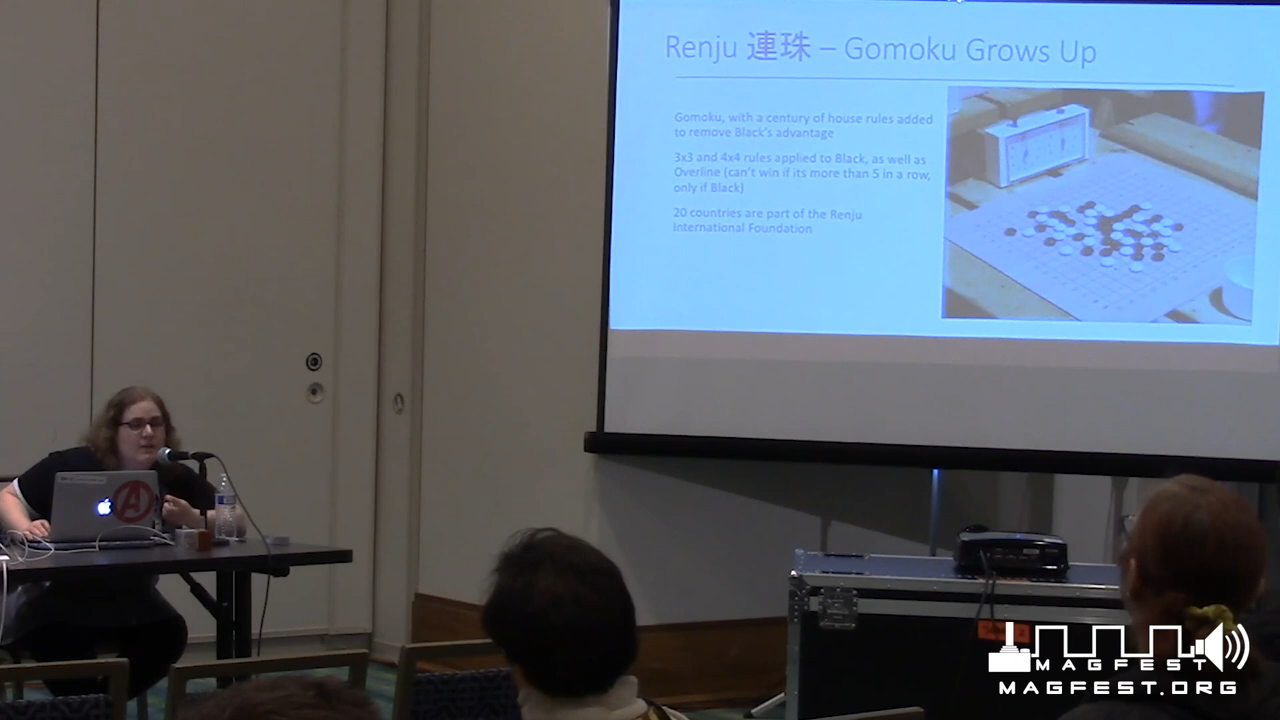 Renju 連珠 – Gomoku Grows Up
Gomoku, with a century of house rules added
to remove Black's advantage
3x3 and 4x4 rules applied to Black, as well as
Overline (can't win if its more than 5 in a row,
only if Black)
20 countries are part of the Renju
International Foundation
MAGFEST
MAGFEST.ORG